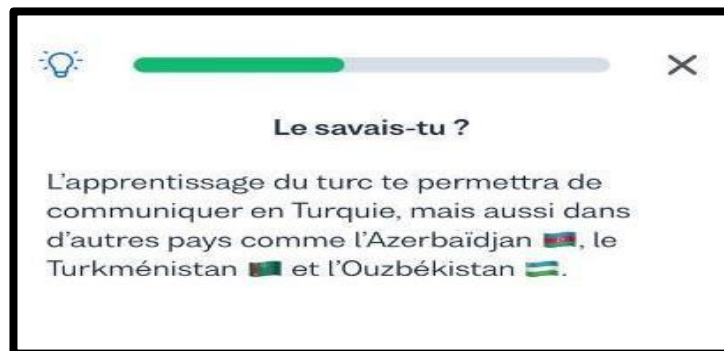 Le savais-tu ?
L'apprentissage du turc te permettra de
communiquer en Turquie, mais aussi dans
d'autres pays comme l'Azerbaïdjan 🇦🇿, le
Turkménistan 🇹🇲 et l'Ouzbékistan 🇺🇿.